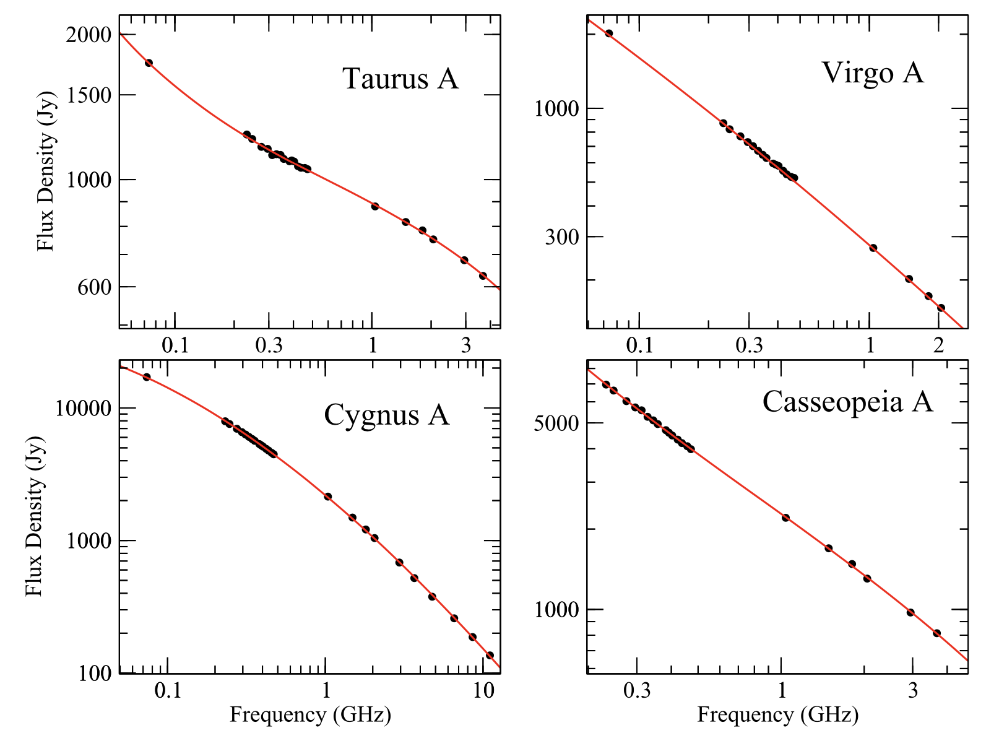 Taurus A
2000
1500
1000
600
Flux Density (Jy)
0.1 0.3 1 3
Virgo A
1000
300
0.1 0.3 1 2
Cygnus A
10000
1000
100
Flux Density (Jy)
0.1 1 10
Frequency (GHz)
Casseopeia A
5000
1000
0.3 1 3
Frequency (GHz)